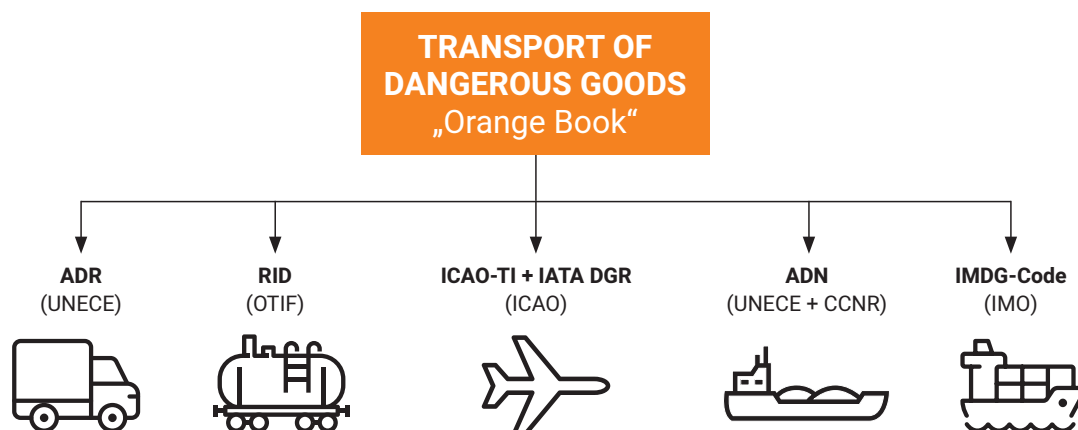 TRANSPORT OF
DANGEROUS GOODS
„Orange Book“
ADR
(UNECE)
RID
(OTIF)
ICAO-TI + IATA DGR
(ICAO)
ADN
(UNECE + CCNR)
IMDG-Code
(IMO)